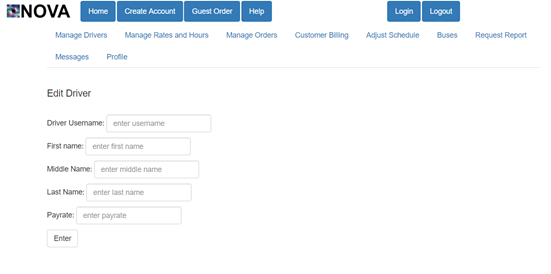 NOVA Home Create Account Guest Order Help Login Logout
Manage Drivers Manage Rates and Hours Manage Orders Customer Billing Adjust Schedule Buses Request Report
Messages Profile
Edit Driver
Driver Username: enter username
First name: enter first name
Middle Name: enter middle name
Last Name: enter last name
Payrate: enter payrate
Enter